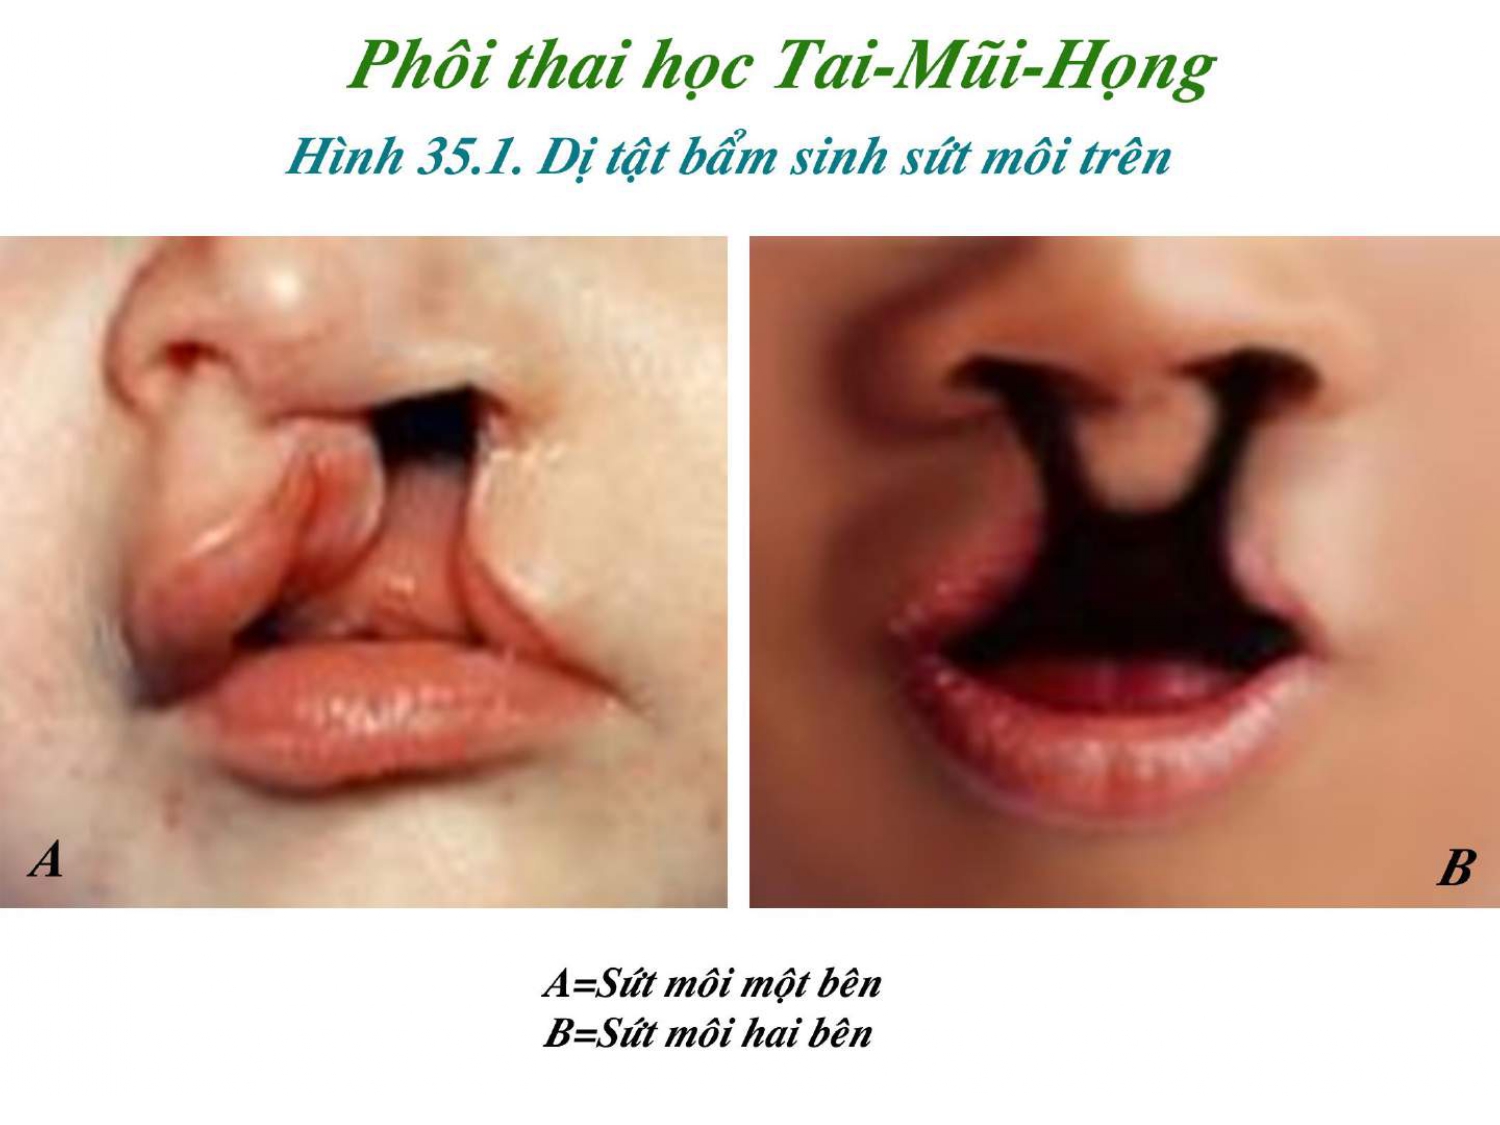 Phôi thai học Tai-Mũi-Họng
Hình 35.1. Dị tật bẩm sinh sứt môi trên
A
B
A=Sứt môi một bên
B=Sứt môi hai bên